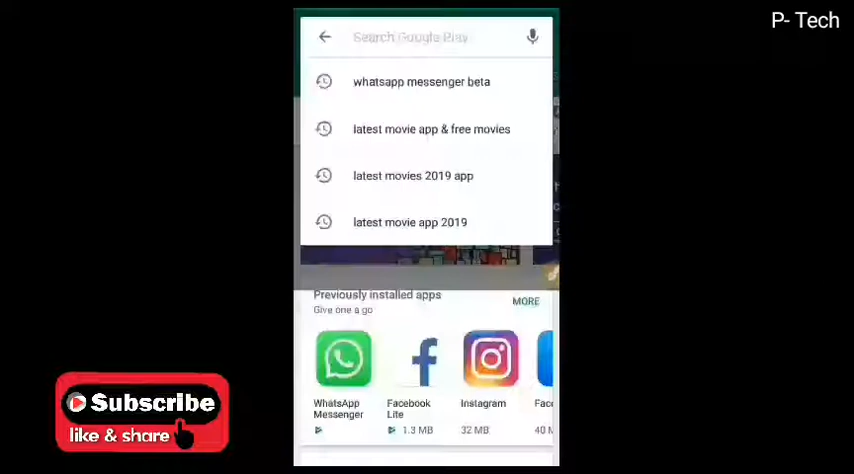 P- Tech
Search Google Play
whatsapp messenger beta
latest movie app & free movies
latest movies 2019 app
latest movie app 2019
Previously installed apps
MORE
Give one a go
WhatsApp Messenger
Facebook Lite
Instagram
Fac
1.3 MB
32 MB
40 M
Subscribe
like & share